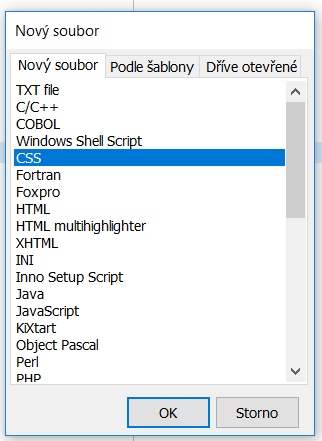 Nový soubor
Nový soubor Podle šablony Dříve otevřené
TXT file
C/C++
COBOL
Windows Shell Script
CSS
Fortran
Foxpro
HTML
HTML multihighlighter
XHTML
INI
Inno Setup Script
Java
JavaScript
KiXtart
Object Pascal
Perl
PHP
OK Storno